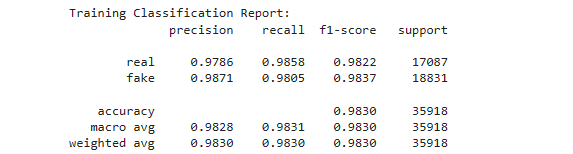 Training Classification Report:
precision recall f1-score support
real 0.9786 0.9858 0.9822 17087
fake 0.9871 0.9805 0.9837 18831
accuracy 0.9830 35918
macro avg 0.9828 0.9831 0.9830 35918
weighted avg 0.9830 0.9830 0.9830 35918